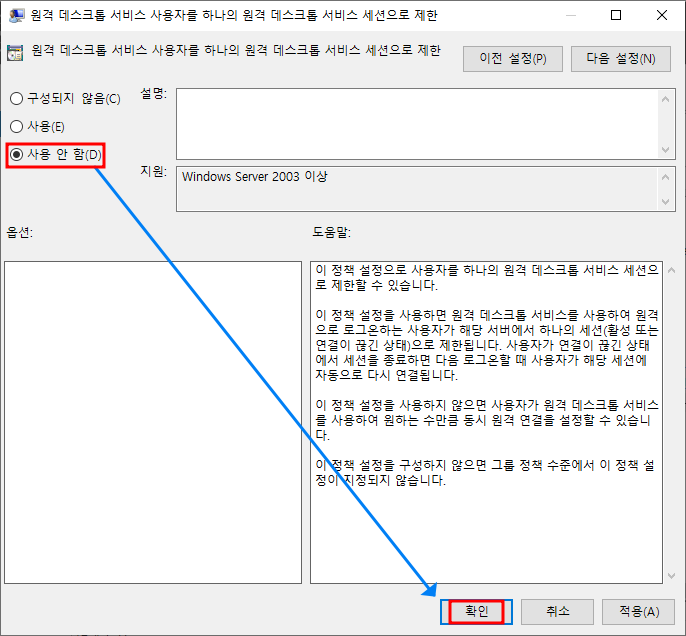 원격 데스크톱 서비스 사용자를 하나의 원격 데스크톱 서비스 세션으로 제한
원격 데스크톱 서비스 사용자를 하나의 원격 데스크톱 서비스 세션으로 제한
이전 설정(P)
다음 설정(N)
구성되지 않음(C)
설명:
사용(E)
사용 안 함(D)
지원:
Windows Server 2003 이상
옵션:
도움말:
이 정책 설정으로 사용자를 하나의 원격 데스크톱 서비스 세션으
로 제한할 수 있습니다.
이 정책 설정을 사용하면 원격 데스크톱 서비스를 사용하여 원격
으로 로그온하는 사용자가 해당 서버에서 하나의 세션(활성 또는
연결이 끊긴 상태)으로 제한됩니다. 사용자가 연결이 끊긴 상태
에서 세션을 종료하면 다음 로그온할 때 사용자가 해당 세션에
자동으로 다시 연결됩니다.
이 정책 설정을 사용하지 않으면 사용자가 원격 데스크톱 서비스
를 사용하여 원하는 수만큼 동시 원격 연결을 설정할 수 있습니
다.
이 정책 설정을 구성하지 않으면 그룹 정책 수준에서 이 정책 설
정이 지정되지 않습니다.
확인
취소
적용(A)